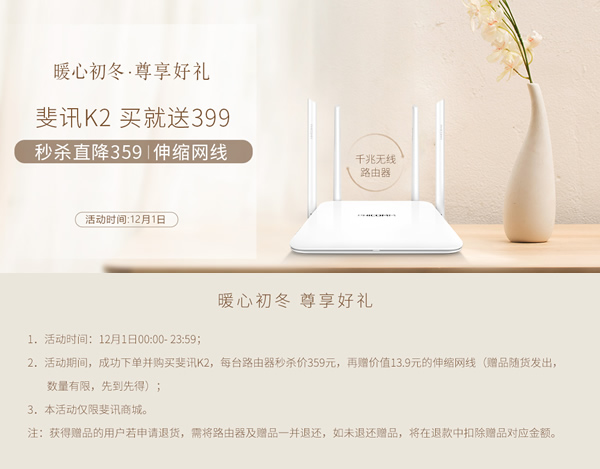 暖心初冬·尊享好礼
斐讯K2 买就送399
秒杀直降359|伸缩网线
千兆无线
路由器
活动时间:12月1日
暖心初冬 尊享好礼
1. 活动时间：12月1日00:00- 23:59；
2. 活动期间，成功下单并购买斐讯K2，每台路由器秒杀价359元，再赠价值13.9元的伸缩网线（赠品随货发出，
数量有限，先到先得）；
3. 本活动仅限斐讯商城。
注：获得赠品的用户若申请退货，需将路由器及赠品一并退还，如未退还赠品，将在退款中扣除赠品对应金额。